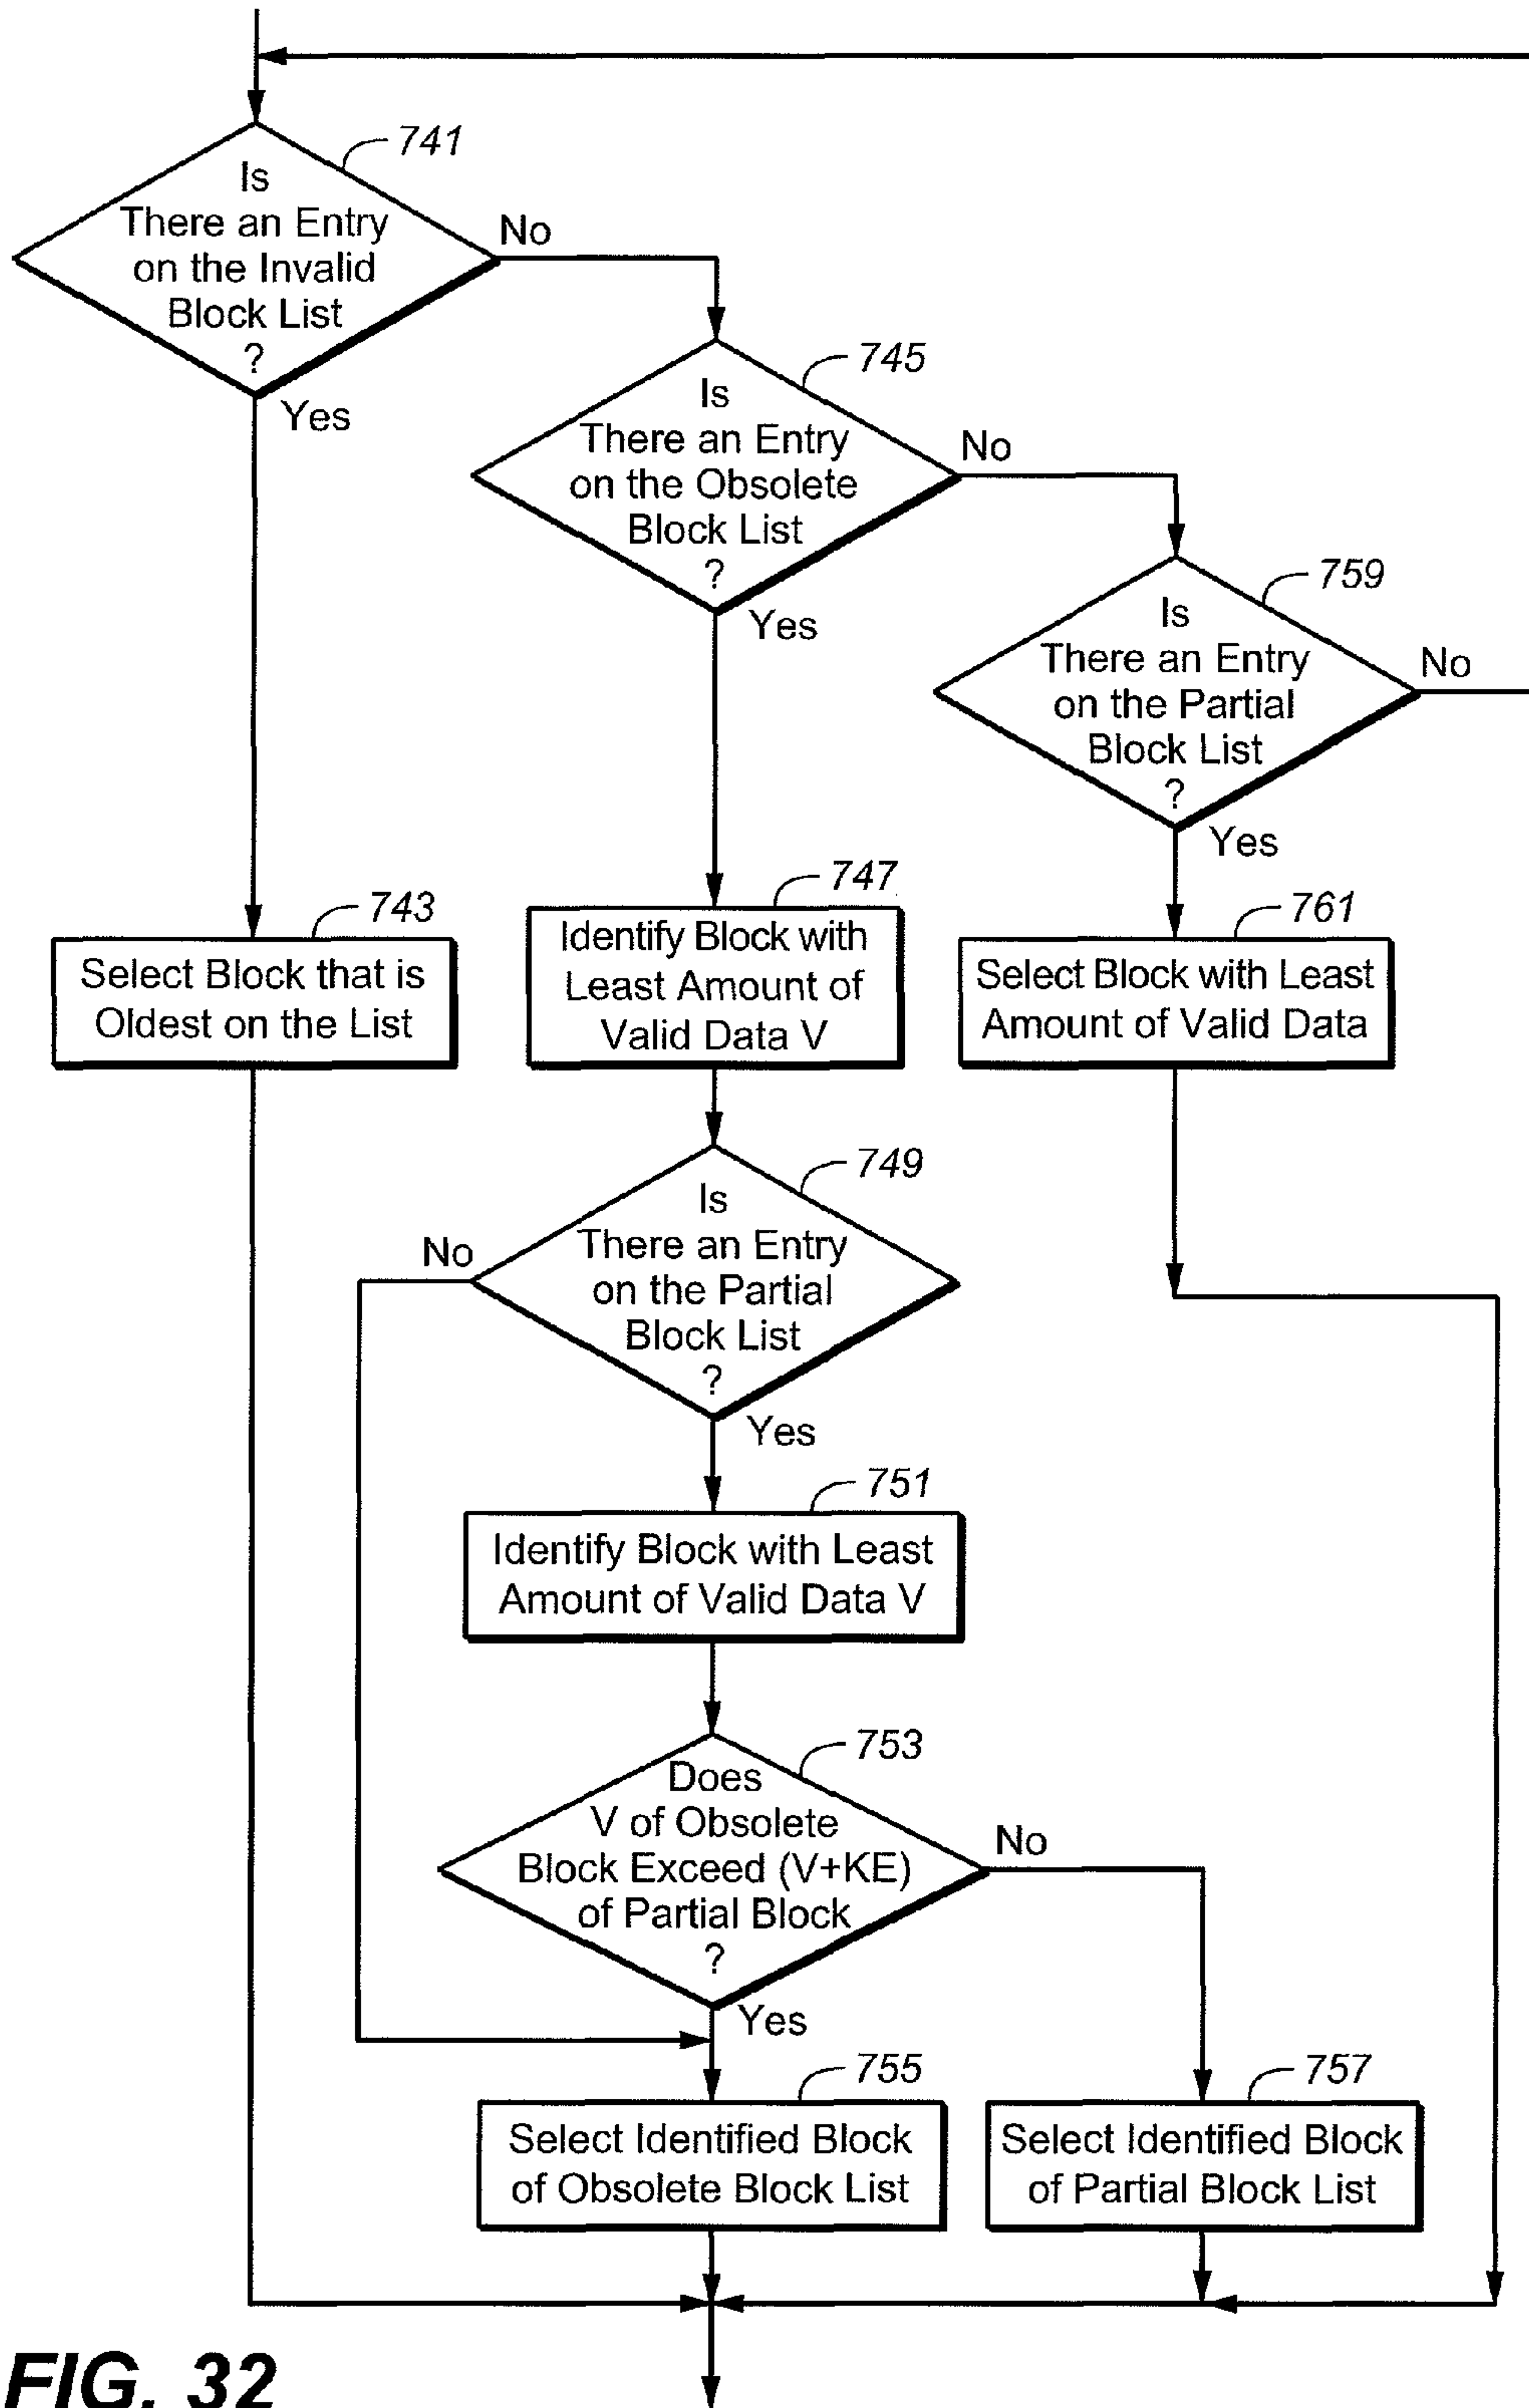 741
Is
There an Entry
on the Invalid
Block List
?
No
Yes
745
Is
There an Entry
on the Obsolete
Block List
?
No
Yes
759
Is
There an Entry
on the Partial
Block List
?
No
Yes
743
Select Block that is
Oldest on the List
747
Identify Block with
Least Amount of
Valid Data V
761
Select Block with Least
Amount of Valid Data
749
Is
There an Entry
on the Partial
Block List
?
No
Yes
751
Identify Block with Least
Amount of Valid Data V
753
Does
V of Obsolete
Block Exceed (V+KE)
of Partial Block
?
No
Yes
755
Select Identified Block
of Obsolete Block List
757
Select Identified Block
of Partial Block List
FIG. 32